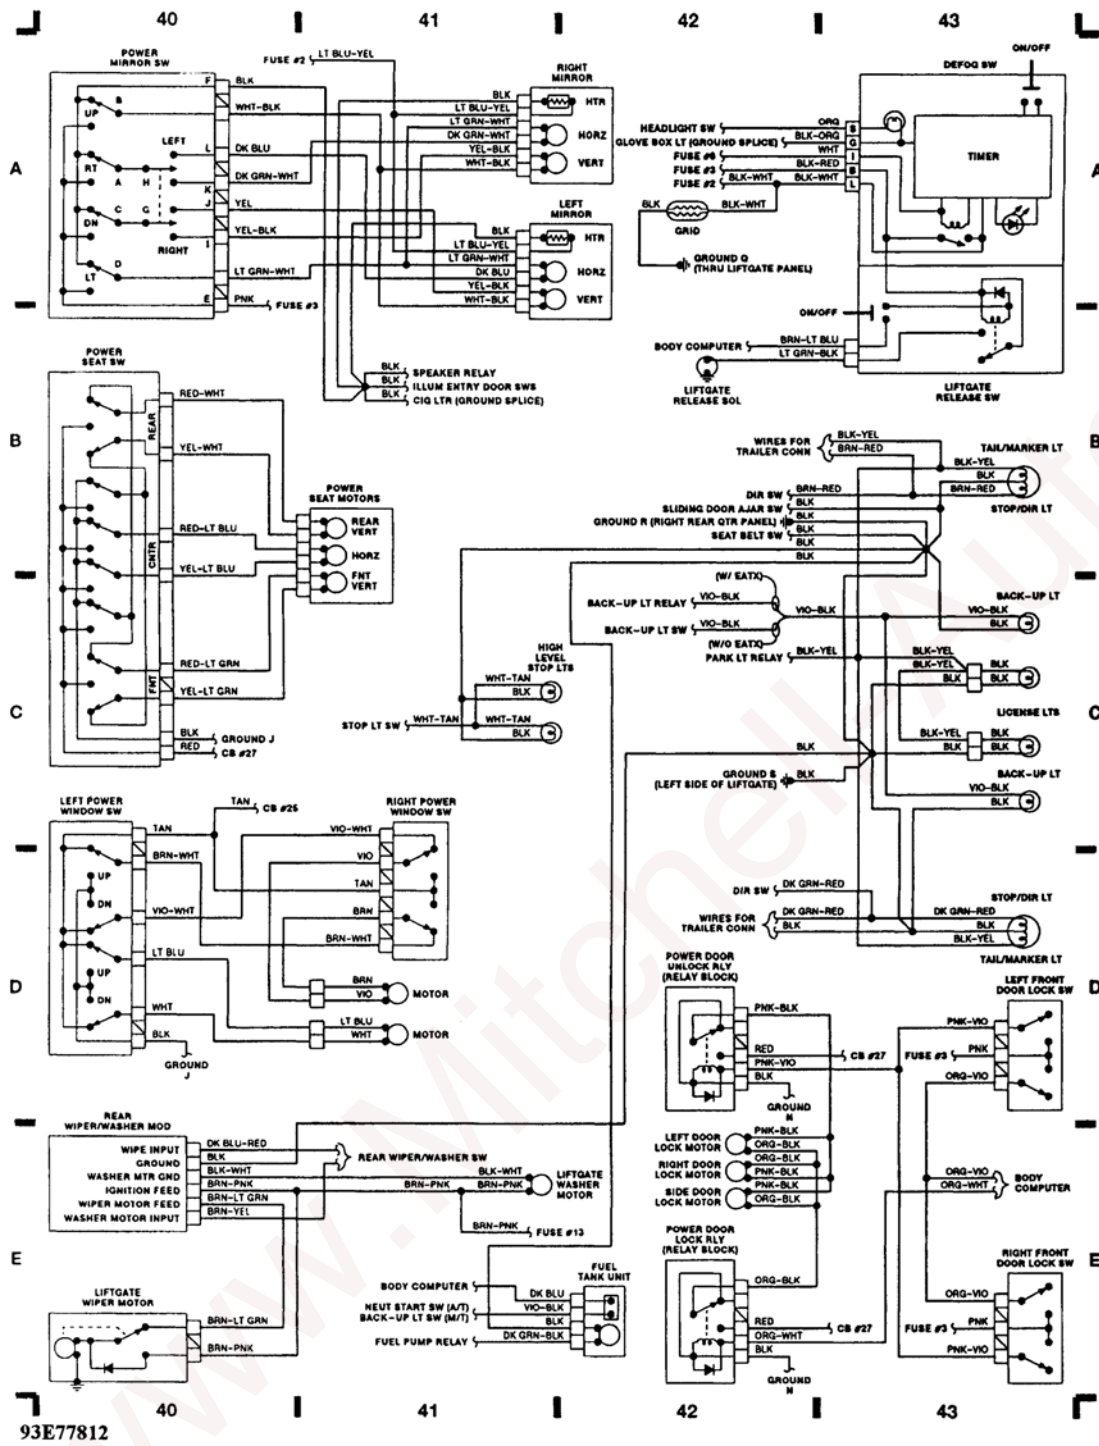 40 41 42 43
POWER
MIRROR SW
F
BLK
B
UP
WHT-BLK
LEFT
L
DK BLU
RT
A
H
DK GRN-WHT
K
J
YEL
C
G
DN
YEL-BLK
RIGHT
I
D
LT
LT GRN-WHT
E
PNK
FUSE #3
FUSE #2
LT BLU-YEL
RIGHT
MIRROR
BLK
HTR
LT BLU-YEL
LT GRN-WHT
DK GRN-WHT
HORZ
YEL-BLK
VERT
WHT-BLK
LEFT
MIRROR
BLK
HTR
LT BLU-YEL
LT GRN-WHT
DK BLU
HORZ
YEL-BLK
VERT
WHT-BLK
BLK
SPEAKER RELAY
BLK
ILLUM ENTRY DOOR SWS
BLK
CIG LTR (GROUND SPLICE)
ON/OFF
DEFOG SW
HEADLIGHT SW
ORG
S
GLOVE BOX LT (GROUND SPLICE)
BLK-ORG
G
FUSE #6
WHT
I
FUSE #3
BLK-RED
B
FUSE #2
BLK-WHT
BLK-WHT
L
TIMER
BLK
BLK-WHT
GRID
GROUND Q
(THRU LIFTGATE PANEL)
ON/OFF
BODY COMPUTER
BRN-LT BLU
LT GRN-BLK
LIFTGATE
RELEASE SOL
LIFTGATE
RELEASE SW
A A
POWER
SEAT SW
RED-WHT
REAR
YEL-WHT
RED-LT BLU
CNTR
YEL-LT BLU
RED-LT GRN
FNT
YEL-LT GRN
BLK
GROUND J
RED
CB #27
POWER
SEAT MOTORS
REAR
VERT
HORZ
FNT
VERT
B B
WIRES FOR
TRAILER CONN
BLK-YEL
BRN-RED
TAIL/MARKER LT
BLK-YEL
BLK
BRN-RED
STOP/DIR LT
DIR SW
BRN-RED
SLIDING DOOR AJAR SW
BLK
GROUND R (RIGHT REAR QTR PANEL)
BLK
SEAT BELT SW
BLK
BLK
(W/ EATX)
BACK-UP LT RELAY
VIO-BLK
VIO-BLK
BACK-UP LT SW
VIO-BLK
(W/O EATX)
PARK LT RELAY
BLK-YEL
BACK-UP LT
VIO-BLK
BLK
BLK-YEL
BLK-YEL
BLK
BLK
BLK
LICENSE LTS
BLK-YEL
BLK
BLK
BLK
BACK-UP LT
VIO-BLK
BLK
HIGH
LEVEL
STOP LTS
WHT-TAN
BLK
STOP LT SW
WHT-TAN
WHT-TAN
BLK
BLK
GROUND S
(LEFT SIDE OF LIFTGATE)
BLK
C C
LEFT POWER
WINDOW SW
TAN
CB #25
BRN-WHT
UP
DN
VIO-WHT
LT BLU
UP
DN
WHT
BLK
GROUND
J
RIGHT POWER
WINDOW SW
VIO-WHT
VIO
TAN
BRN
BRN-WHT
BRN
VIO
MOTOR
LT BLU
WHT
MOTOR
DIR SW
DK GRN-RED
WIRES FOR
TRAILER CONN
DK GRN-RED
BLK
STOP/DIR LT
DK GRN-RED
BLK
BLK-YEL
TAIL/MARKER LT
D D
POWER DOOR
UNLOCK RLY
(RELAY BLOCK)
PNK-BLK
RED
CB #27
PNK-VIO
BLK
GROUND
N
LEFT FRONT
DOOR LOCK SW
PNK-VIO
FUSE #3
PNK
ORG-VIO
LEFT DOOR
LOCK MOTOR
PNK-BLK
ORG-BLK
RIGHT DOOR
LOCK MOTOR
ORG-BLK
PNK-BLK
SIDE DOOR
LOCK MOTOR
PNK-BLK
ORG-BLK
ORG-VIO
ORG-WHT
BODY
COMPUTER
POWER DOOR
LOCK RLY
(RELAY BLOCK)
ORG-BLK
RED
CB #27
ORG-WHT
BLK
GROUND
N
RIGHT FRONT
DOOR LOCK SW
ORG-VIO
FUSE #3
PNK
PNK-VIO
REAR
WIPER/WASHER MOD
WIPE INPUT
DK BLU-RED
GROUND
BLK
REAR WIPER/WASHER SW
WASHER MTR GND
BLK-WHT
BLK-WHT
IGNITION FEED
BRN-PNK
BRN-PNK
BRN-PNK
LIFTGATE
WASHER
MOTOR
WIPER MOTOR FEED
BRN-LT GRN
WASHER MOTOR INPUT
BRN-YEL
BRN-PNK
FUSE #13
E E
LIFTGATE
WIPER MOTOR
BRN-LT GRN
BRN-PNK
FUEL
TANK UNIT
BODY COMPUTER
DK BLU
NEUT START SW (A/T)
BACK-UP LT SW (M/T)
VIO-BLK
BLK
FUEL PUMP RELAY
DK GRN-BLK
40 41 42 43
93E77812
www.Mitchell-Auto